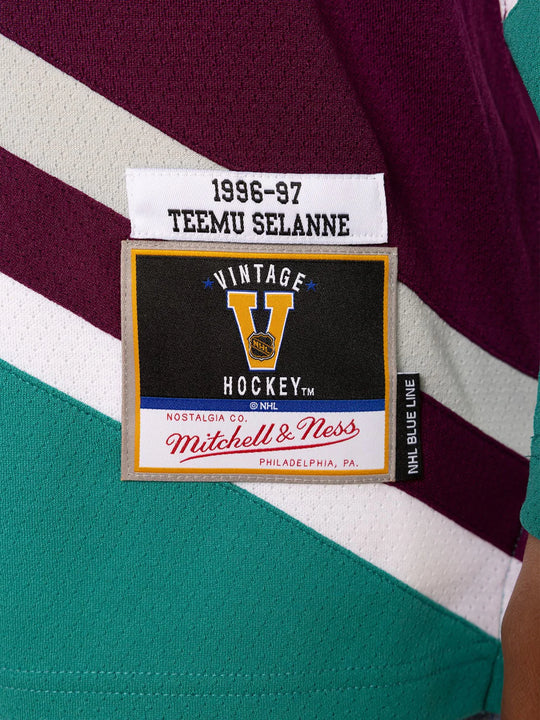 1996-97
TEEMU SELANNE
VINTAGE
V
NHL
HOCKEY™
© NHL
NOSTALGIA CO.
Mitchell & Ness
PHILADELPHIA, PA.
NHL BLUE LINE